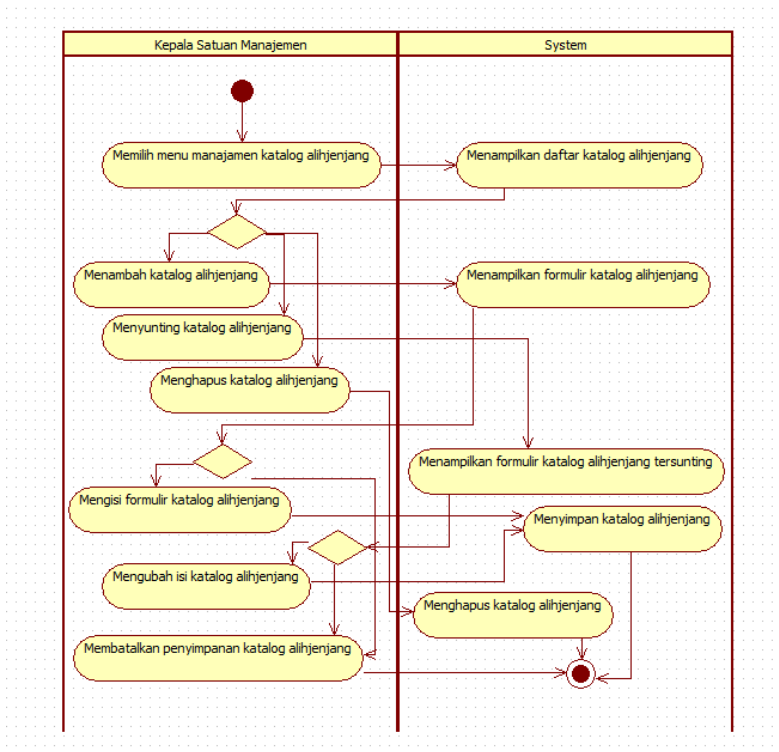 Kepala Satuan Manajemen
System
Memilih menu manajamen katalog alihjenjang
Menampilkan daftar katalog alihjenjang
Menambah katalog alihjenjang
Menampilkan formulir katalog alihjenjang
Menyunting katalog alihjenjang
Menghapus katalog alihjenjang
Menampilkan formulir katalog alihjenjang tersunting
Mengisi formulir katalog alihjenjang
Menyimpan katalog alihjenjang
Mengubah isi katalog alihjenjang
Menghapus katalog alihjenjang
Membatalkan penyimpanan katalog alihjenjang